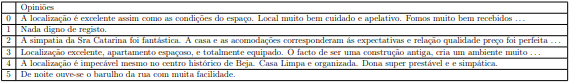 Opiniões
0 A localização é excelente assim como as condições do espaço. Local muito bem cuidado e apelativo. Fomos muito bem recebidos ...
1 Nada digno de registo.
2 A simpatia da Sra Catarina foi fantástica. A casa e as acomodações corresponderam ás expectativas e relação qualidade preço foi perfeita ...
3 Localização excelente, apartamento espaçoso, e totalmente equipado. O facto de ser uma construção antiga, cria um ambiente muito ...
4 A localização é impecável mesmo no centro histórico de Beja. Casa Limpa e organizada. Dona super prestável e e simpática.
5 De noite ouve-se o barulho da rua com muita facilidade.